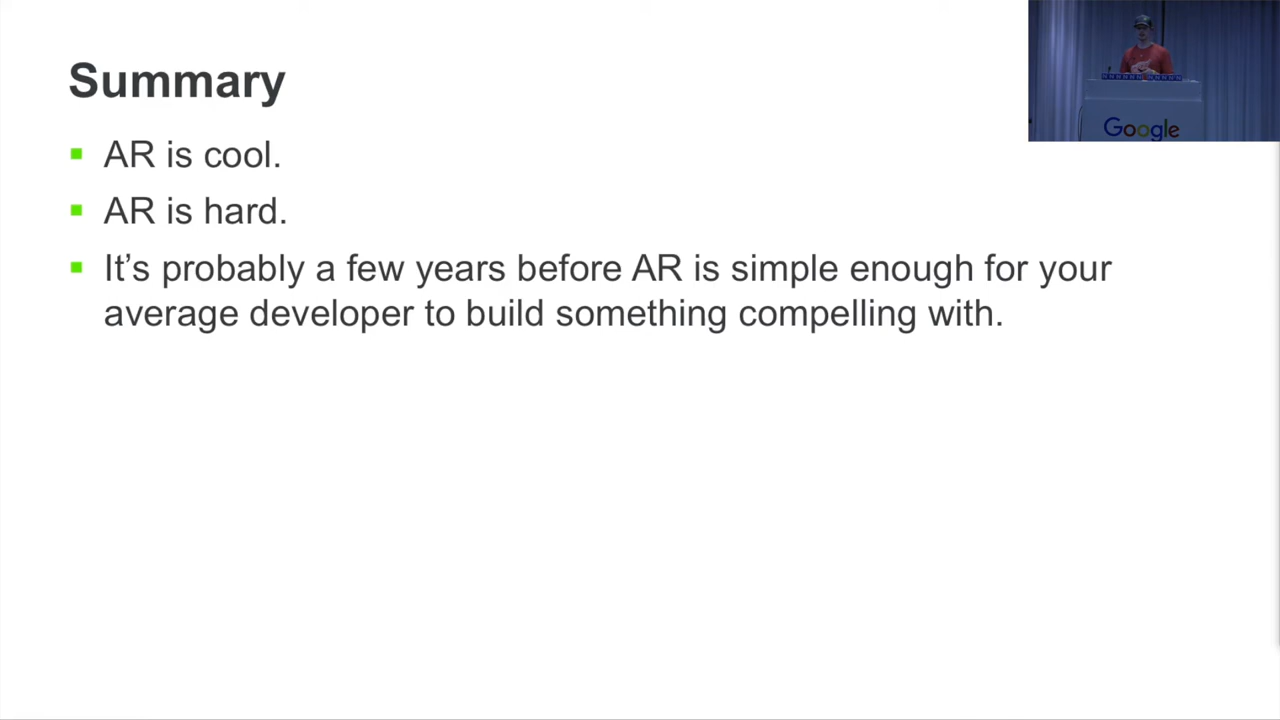 Summary
AR is cool.
AR is hard.
It’s probably a few years before AR is simple enough for your
average developer to build something compelling with.
Google